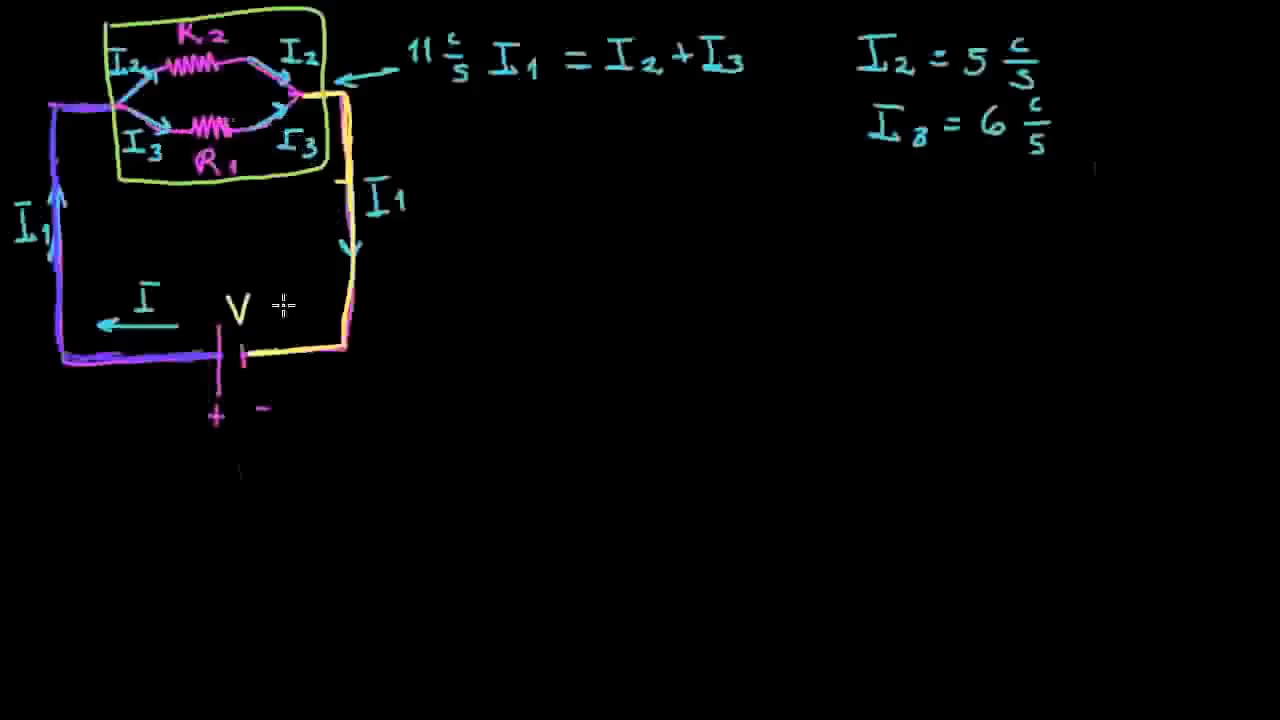 R2
I2 I2
I3 I3
R1
11 c/s I1 = I2 + I3
I2 = 5 c/s
I3 = 6 c/s
I1
I1
I
V
+ -